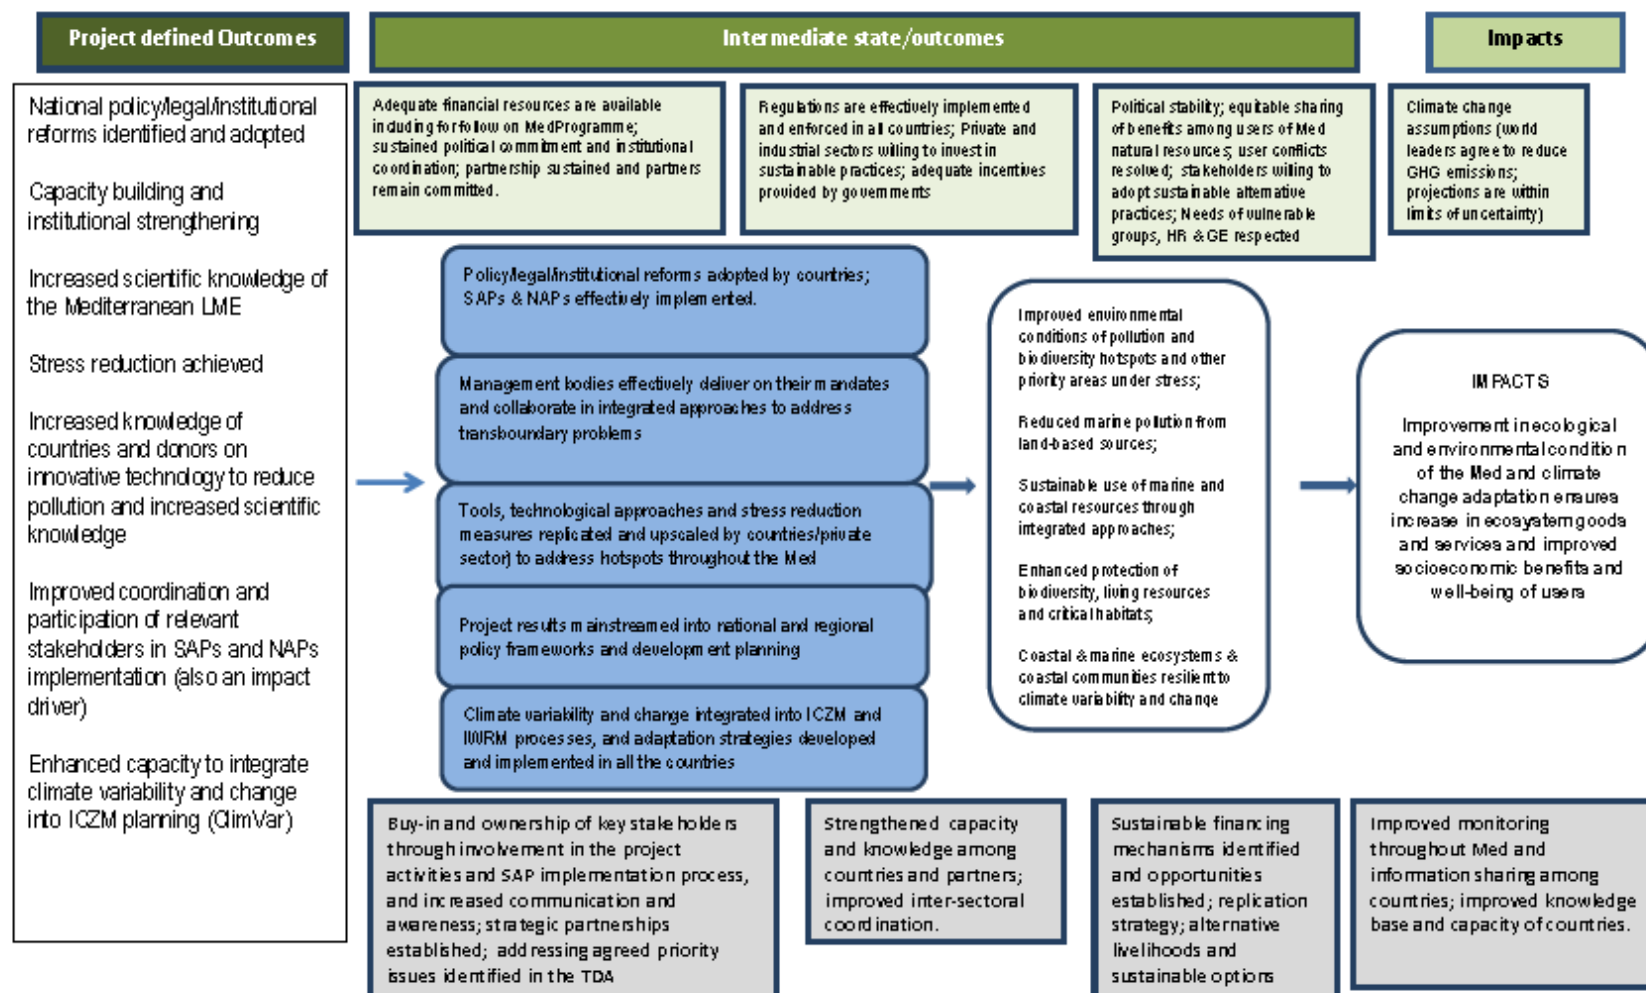 Project defined Outcomes
Intermediate state/outcomes
Impacts
National policy/legal/institutional
reforms identified and adopted
Capacity building and
institutional strengthening
Increased scientific knowledge of
the Mediterranean LME
Stress reduction achieved
Increased knowledge of
countries and donors on
innovative technology to reduce
pollution and increased scientific
knowledge
Improved coordination and
participation of relevant
stakeholders in SAPs and NAPs
implementation (also an impact
driver)
Enhanced capacity to integrate
climate variability and change
into ICZM planning (ClimVar)
Adequate financial resources are available
including for follow on MedProgramme;
sustained political commitment and institutional
coordination; partnership sustained and partners
remain committed.
Regulations are effectively implemented
and enforced in all countries; Private and
industrial sectors willing to invest in
sustainable practices; adequate incentives
provided by governments
Political stability; equitable sharing
of benefits among users of Med
natural resources; user conflicts
resolved; stakeholders willing to
adopt sustainable alternative
practices; Needs of vulnerable
groups, HR & GE respected
Climate change
assumptions (world
leaders agree to reduce
GHG emissions;
projections are within
limits of uncertainty)
Policy/legal/institutional reforms adopted by countries;
SAPs & NAPs effectively implemented.
Management bodies effectively deliver on their mandates
and collaborate in integrated approaches to address
transboundary problems
Tools, technological approaches and stress reduction
measures replicated and upscaled by countries/private
sector) to address hotspots throughout the Med
Project results mainstreamed into national and regional
policy frameworks and development planning
Climate variability and change integrated into ICZM and
IWRM processes, and adaptation strategies developed
and implemented in all the countries
Improved environmental
conditions of pollution and
biodiversity hotspots and other
priority areas under stress;
Reduced marine pollution from
land-based sources;
Sustainable use of marine and
coastal resources through
integrated approaches;
Enhanced protection of
biodiversity, living resources
and critical habitats;
Coastal & marine ecosystems &
coastal communities resilient to
climate variability and change
IMPACTS
Improvement in ecological
and environmental condition
of the Med and climate
change adaptation ensures
increase in ecosystem goods
and services and improved
socioeconomic benefits and
well-being of users
Buy-in and ownership of key stakeholders
through involvement in the project
activities and SAP implementation process,
and increased communication and
awareness; strategic partnerships
established; addressing agreed priority
issues identified in the TDA
Strengthened capacity
and knowledge among
countries and partners;
improved inter-sectoral
coordination.
Sustainable financing
mechanisms identified
and opportunities
established; replication
strategy; alternative
livelihoods and
sustainable options
Improved monitoring
throughout Med and
information sharing among
countries; improved knowledge
base and capacity of countries.